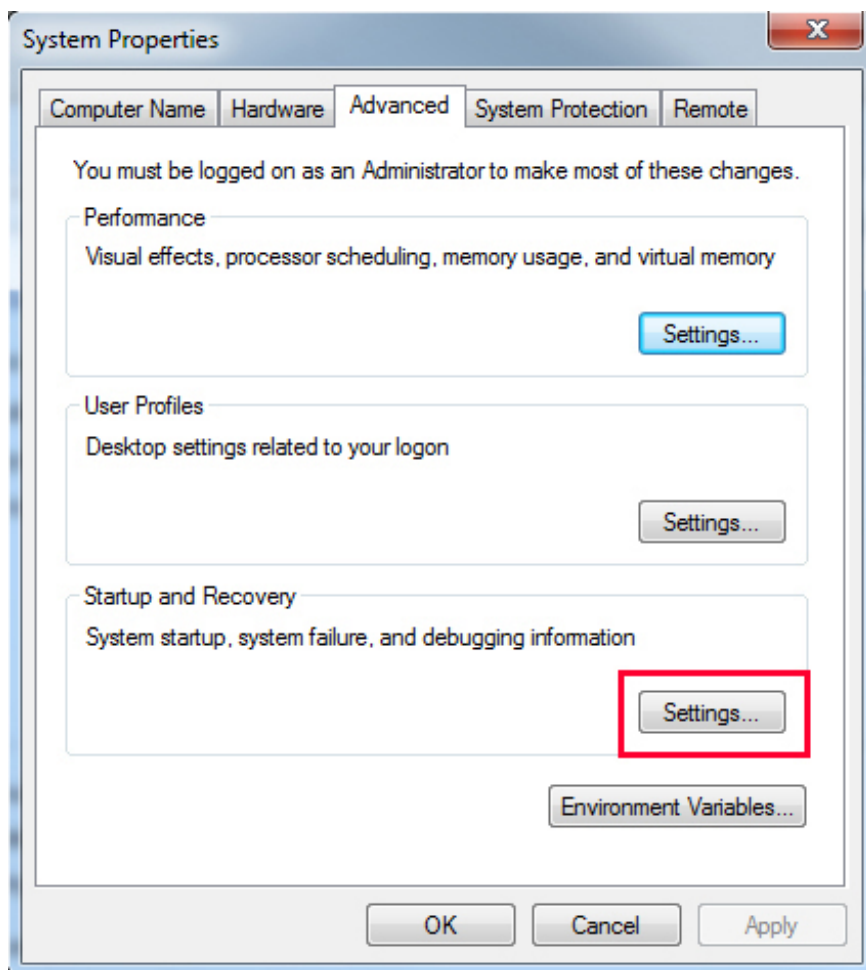 System Properties
Computer Name Hardware Advanced System Protection Remote
You must be logged on as an Administrator to make most of these changes.
Performance
Visual effects, processor scheduling, memory usage, and virtual memory
Settings...
User Profiles
Desktop settings related to your logon
Settings...
Startup and Recovery
System startup, system failure, and debugging information
Settings...
Environment Variables...
OK Cancel Apply